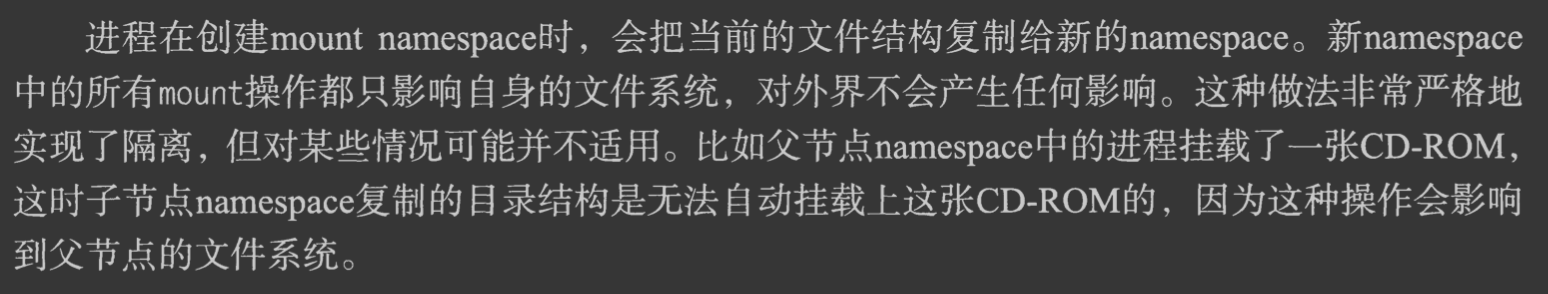 进程在创建mount namespace时，会把当前的文件结构复制给新的namespace。新namespace
中的所有mount操作都只影响自身的文件系统，对外界不会产生任何影响。这种做法非常严格地
实现了隔离，但对某些情况可能并不适用。比如父节点namespace中的进程挂载了一张CD-ROM，
这时子节点namespace复制的目录结构是无法自动挂载上这张CD-ROM的，因为这种操作会影响
到父节点的文件系统。